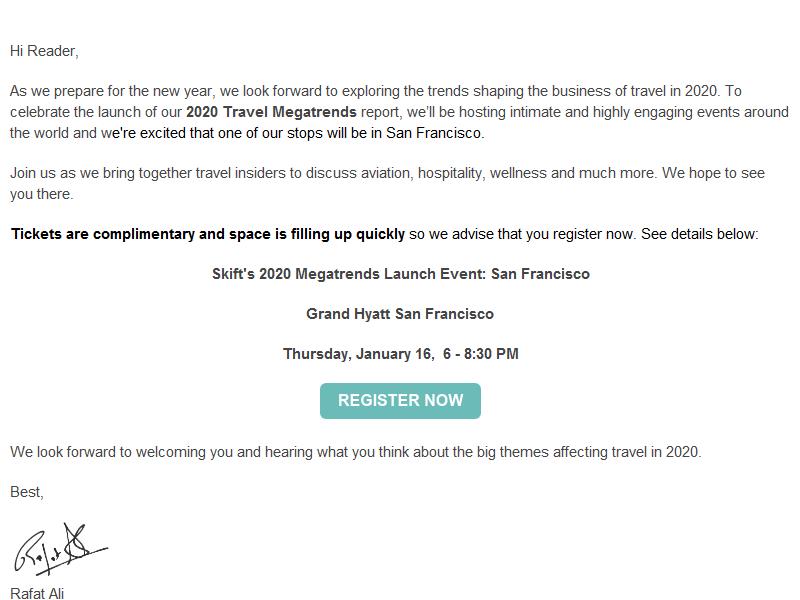 Hi Reader,
As we prepare for the new year, we look forward to exploring the trends shaping the business of travel in 2020. To
celebrate the launch of our 2020 Travel Megatrends report, we'll be hosting intimate and highly engaging events around
the world and we're excited that one of our stops will be in San Francisco.
Join us as we bring together travel insiders to discuss aviation, hospitality, wellness and much more. We hope to see
you there.
Tickets are complimentary and space is filling up quickly so we advise that you register now. See details below:
Skift's 2020 Megatrends Launch Event: San Francisco
Grand Hyatt San Francisco
Thursday, January 16,  6 - 8:30 PM
REGISTER NOW
We look forward to welcoming you and hearing what you think about the big themes affecting travel in 2020.
Best,
Rafat Ali